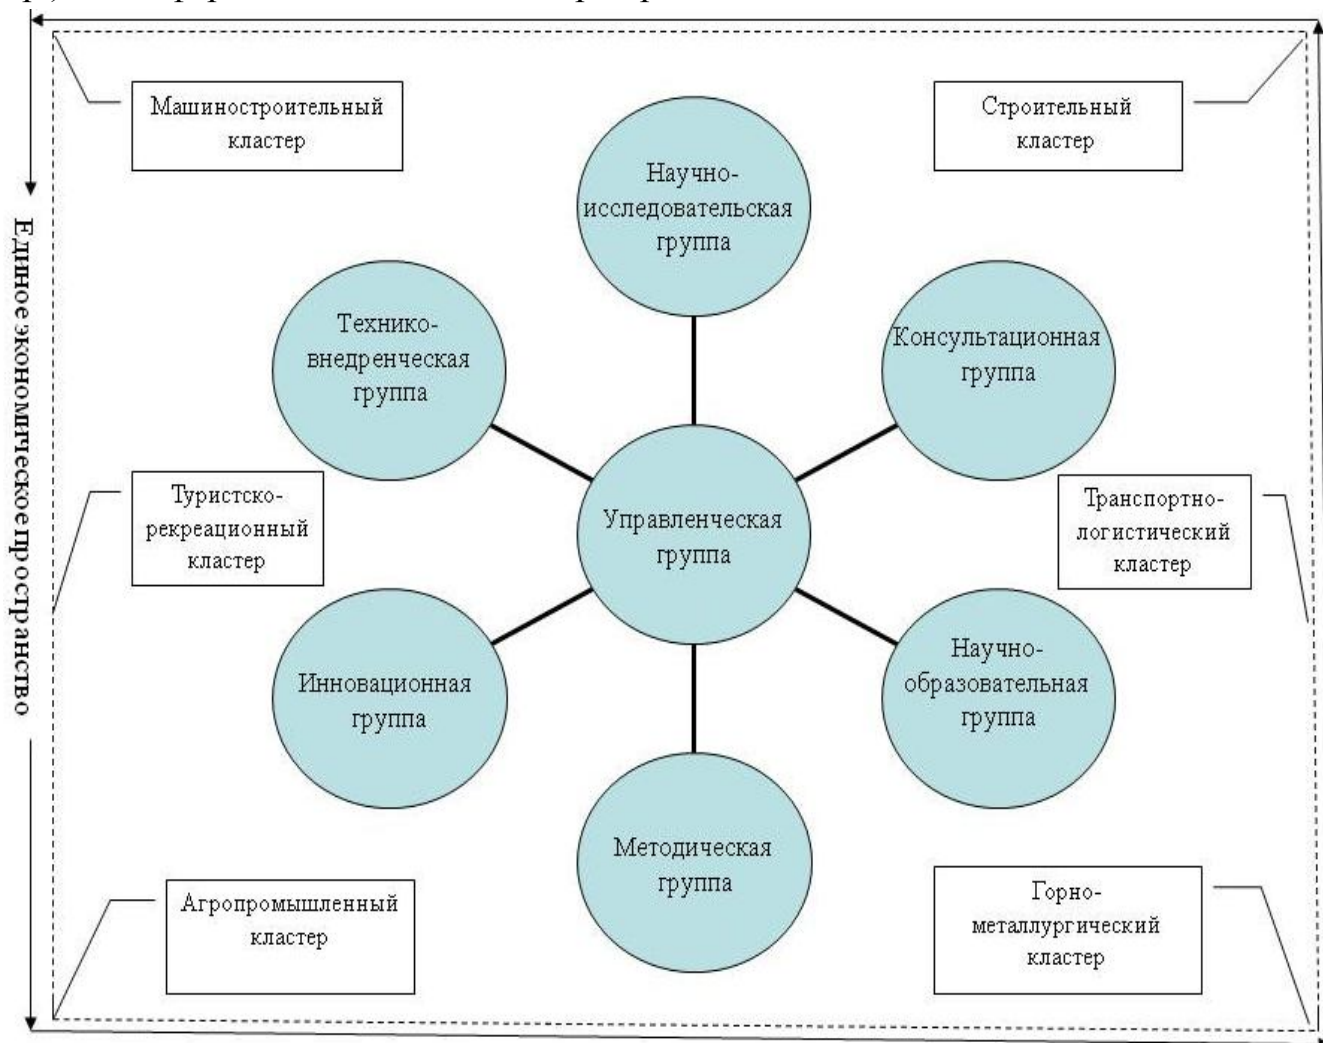 Машиностроительный
кластер
Строительный
кластер
Научно-
исследовательская
группа
Технико-
внедренческая
группа
Консультационная
группа
Единое экономическое пространство
Туристско-
рекреационный
кластер
Управленческая
группа
Транспортно-
логистический
кластер
Инновационная
группа
Научно-
образовательная
группа
Методическая
группа
Агропромышленный
кластер
Горно-
металлургический
кластер